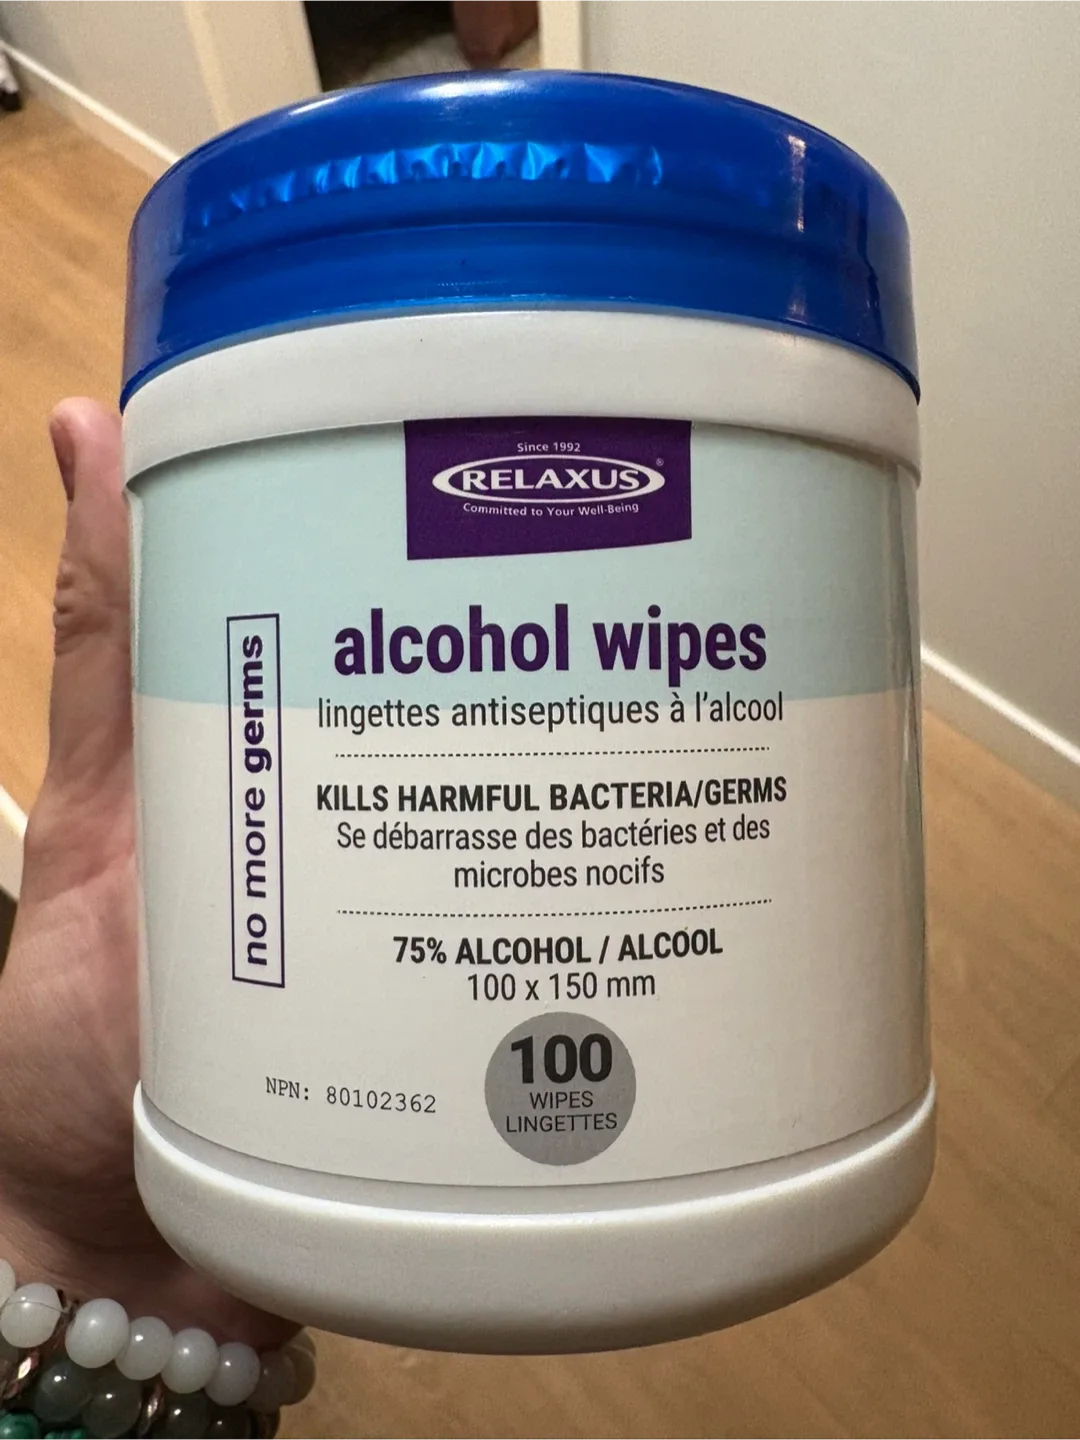 Since 1992
RELAXUS®
Committed to Your Well-Being
no more germs
alcohol wipes
lingettes antiseptiques à l'alcool
KILLS HARMFUL BACTERIA/GERMS
Se débarrasse des bactéries et des
microbes nocifs
75% ALCOHOL / ALCOOL
100 x 150 mm
100
WIPES
LINGETTES
NPN: 80102362